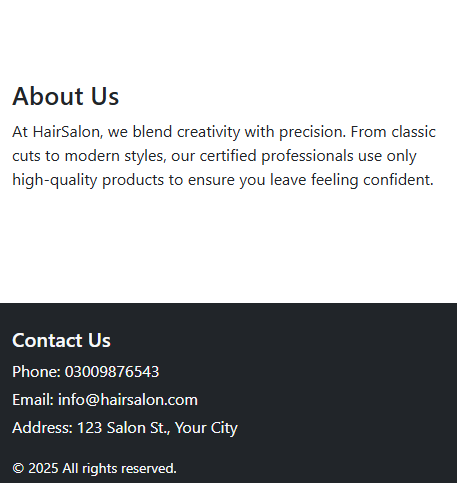 About Us
At HairSalon, we blend creativity with precision. From classic
cuts to modern styles, our certified professionals use only
high-quality products to ensure you leave feeling confident.
Contact Us
Phone: 03009876543
Email: info@hairsalon.com
Address: 123 Salon St., Your City
© 2025 All rights reserved.